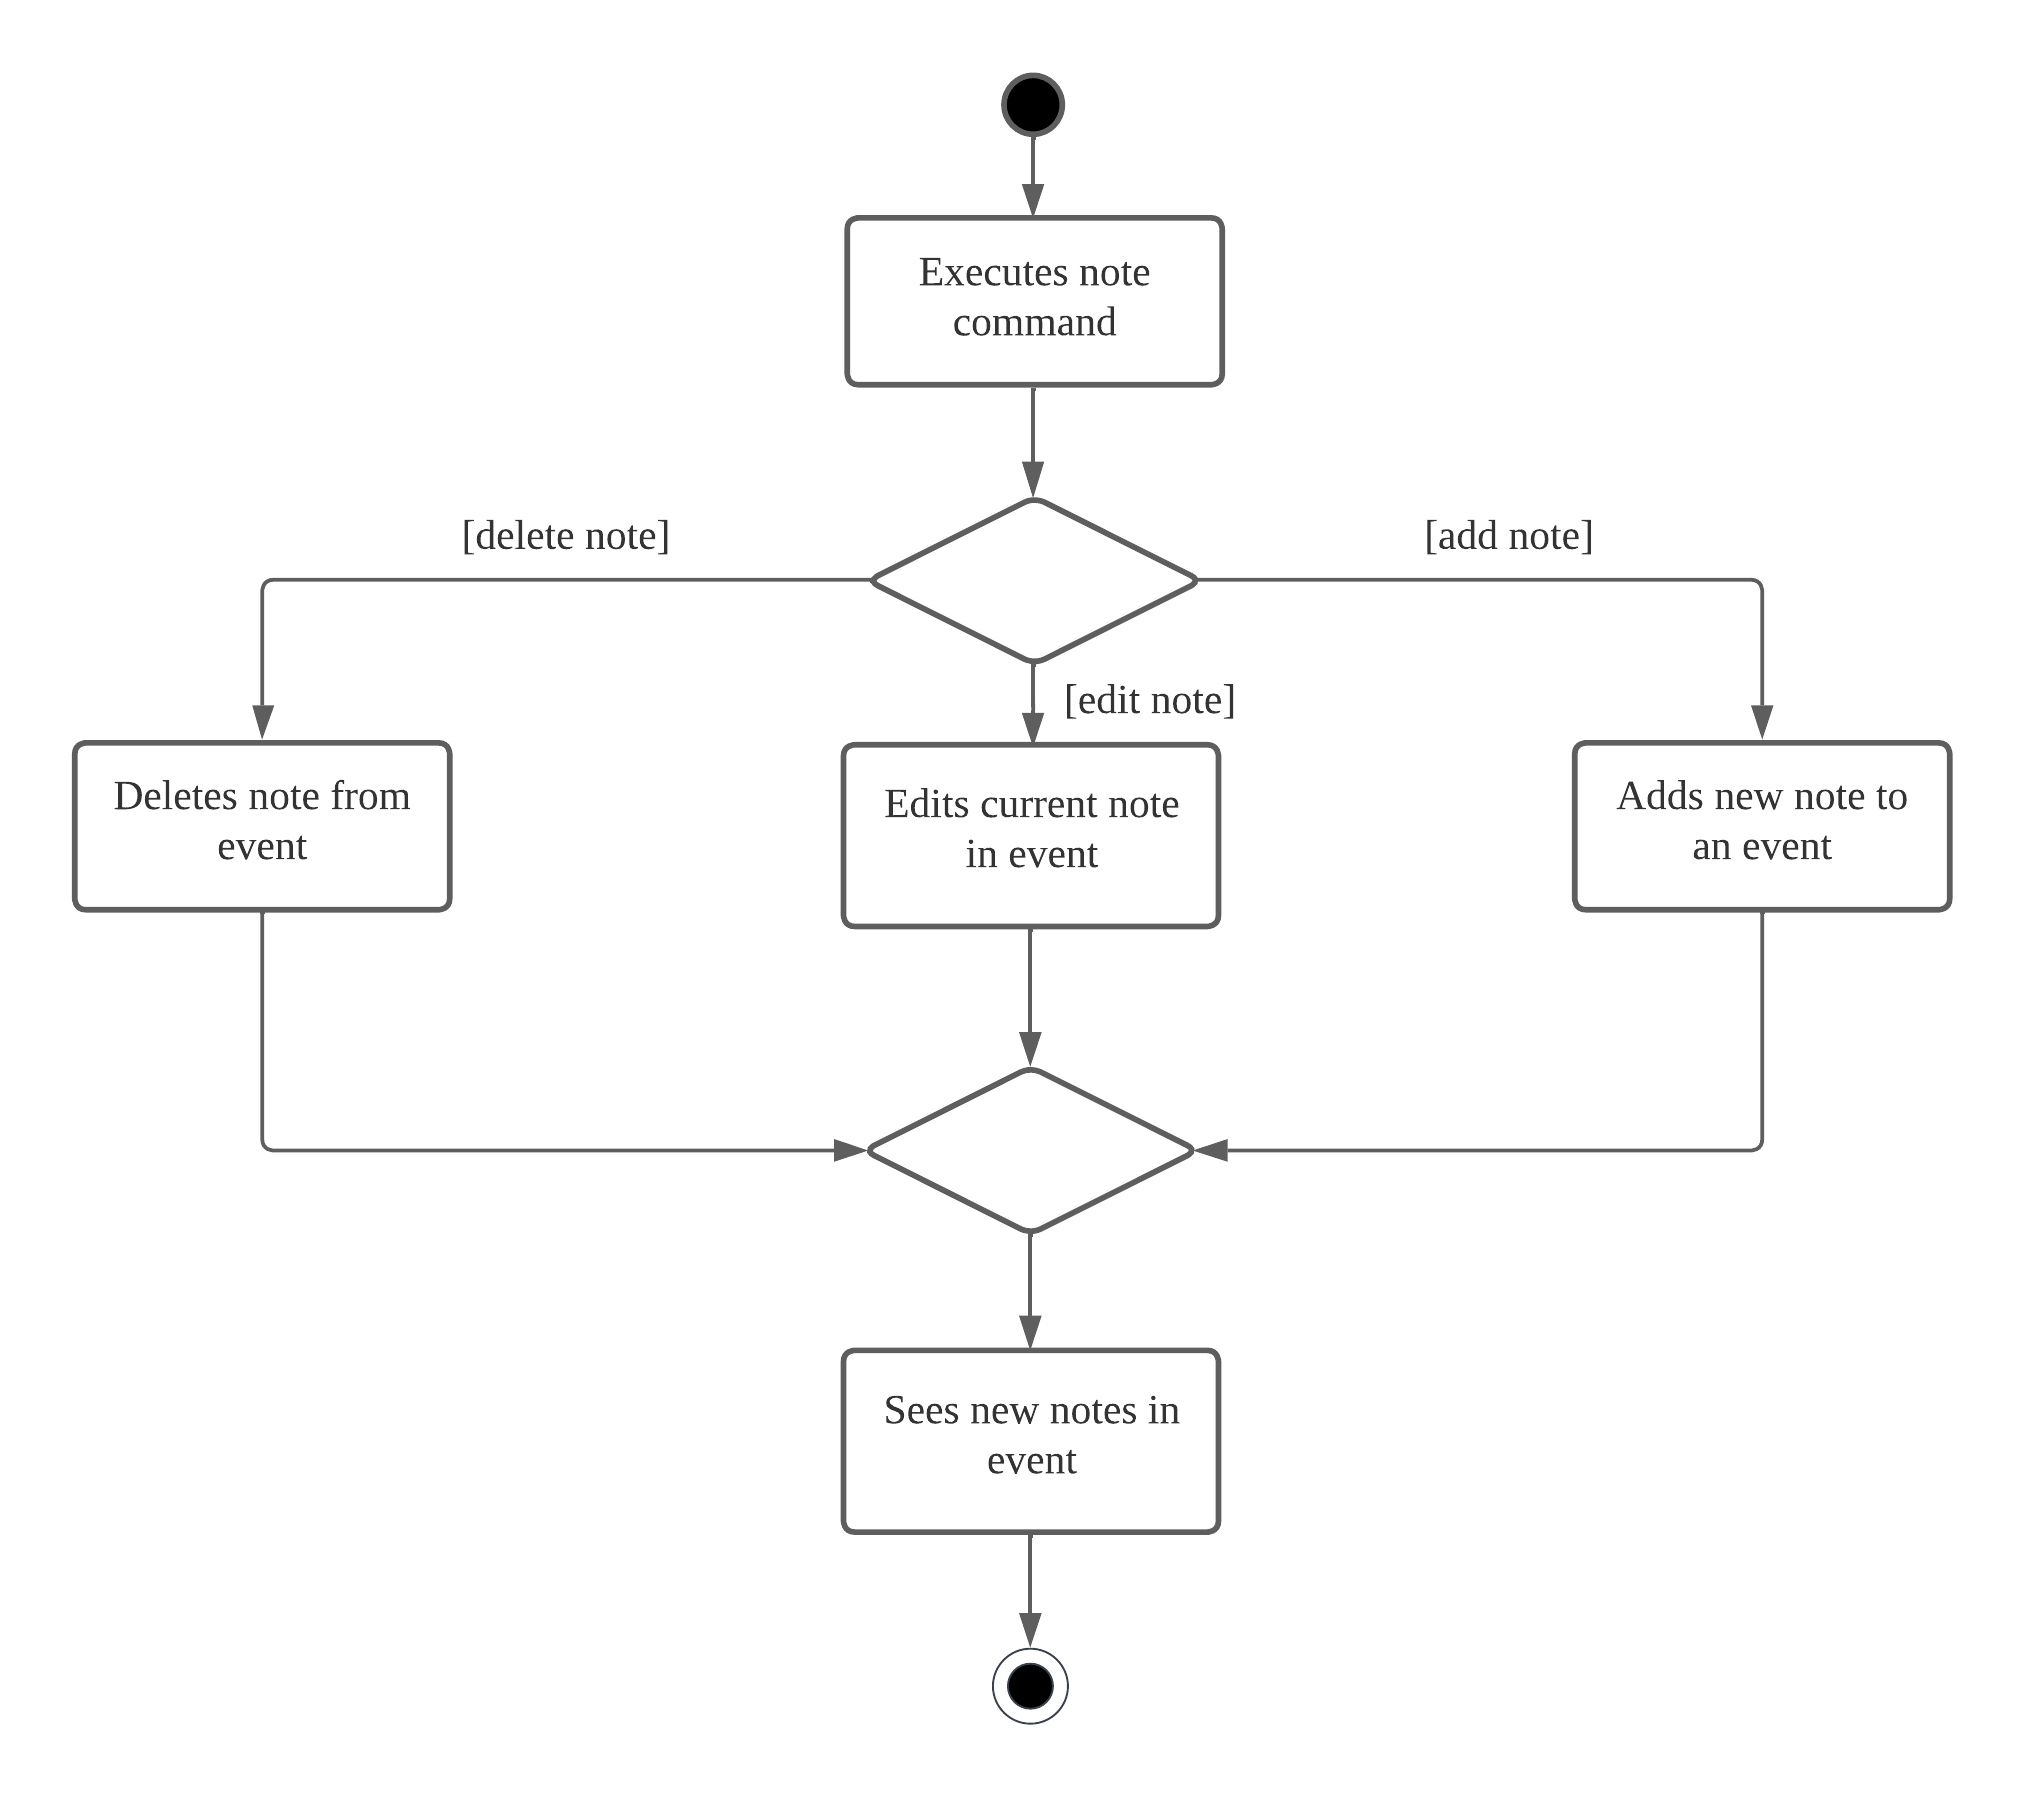 Executes note
command
[delete note]
[add note]
[edit note]
Deletes note from
event
Edits current note
in event
Adds new note to
an event
Sees new notes in
event